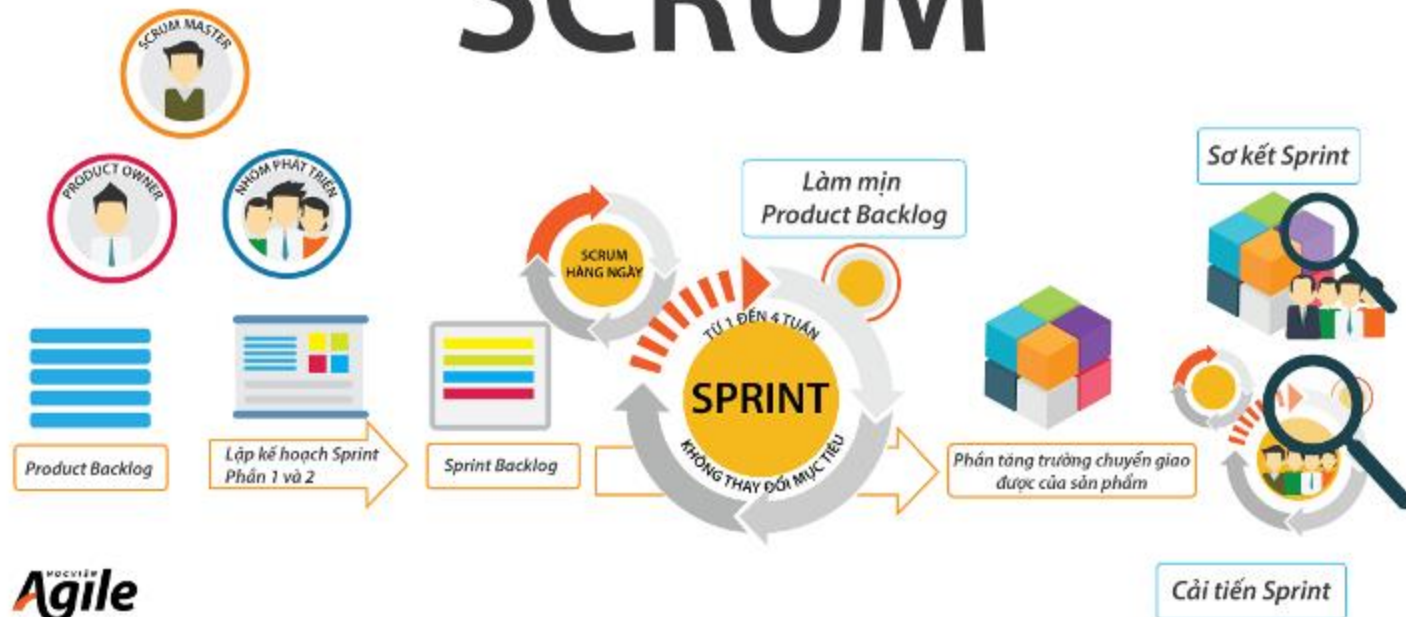 SCRUM
SCRUM MASTER
PRODUCT OWNER
NHÓM PHÁT TRIỂN
Product Backlog
Lập kế hoạch Sprint
Phần 1 và 2
Sprint Backlog
SCRUM
HÀNG NGÀY
Làm mịn
Product Backlog
TỪ 1 ĐẾN 4 TUẦN
SPRINT
KHÔNG THAY ĐỔI MỤC TIÊU
Phần tăng trưởng chuyển giao
được của sản phẩm
Sơ kết Sprint
Cải tiến Sprint
HỌC VIỆN
Agile